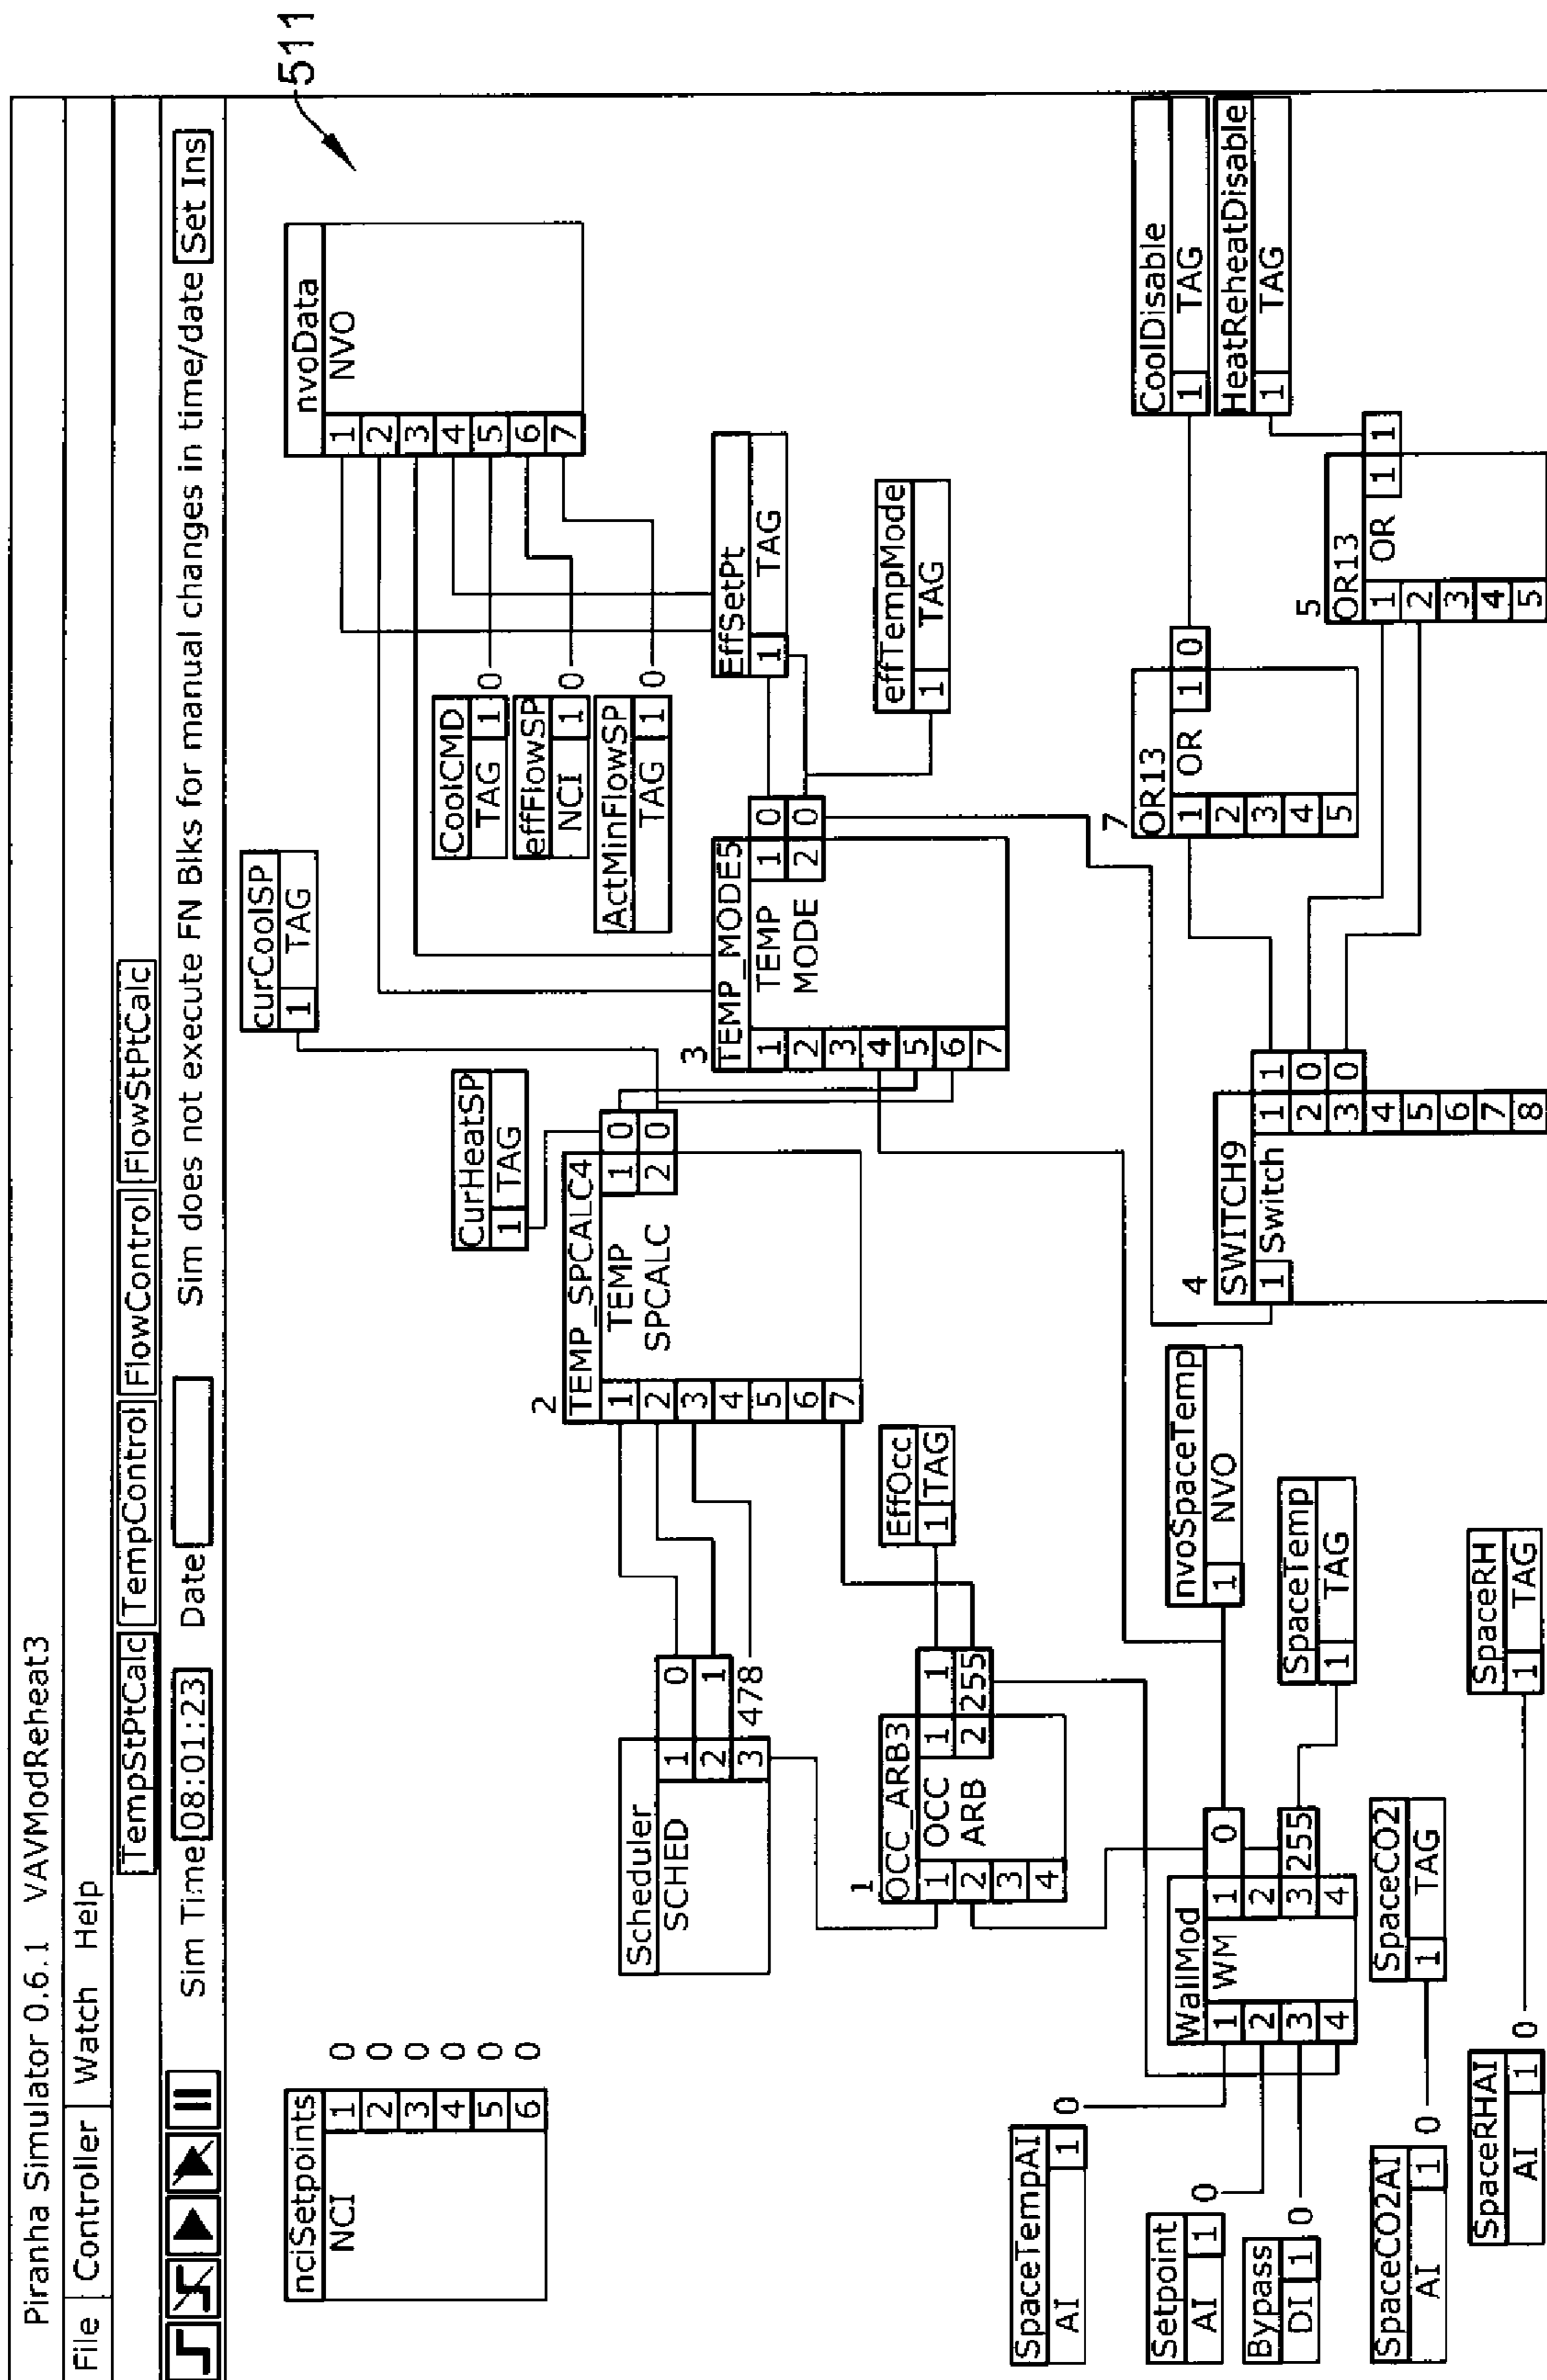 511
Piranha Simulator 0.6.1 VAVModReheat3
File Controller Watch Help
TempStPtCalc TempControl FlowControl FlowStPtCalc
Sim Time 08:01:23 Date Sim does not execute FN Blks for manual changes in time/date Set Ins
nciSetpoints
NCI
1 0
2 0
3 0
4 0
5 0
6 0
Scheduler
SCHED
1 0
2 1
3 478
2
TEMP_SPCALC4
TEMP
SPCALC
1
2
3
4
5
6
7
1 0
2 0
CurHeatSP
1 TAG
curCoolSP
1 TAG
nvoData
NVO
1
2
3
4
5
6
7
CoolCMD
TAG 1 0
effFlowSP
NCI 1 0
ActMinFlowSP
TAG 1 0
EffSetPt
1 TAG
3
TEMP_MODE5
TEMP
MODE
1
2
3
4
5
6
7
1 0
2 0
effTempMode
1 TAG
1
OCC_ARB3
OCC
ARB
1
2
3
4
1 1
2 255
EffOcc
1 TAG
SpaceTempAI
AI 1 0
Setpoint
AI 1 0
Bypass
DI 1 0
WallMod
WM
1
2
3
4
1 0
2
3 255
4
nvoSpaceTemp
1 NVO
SpaceTemp
1 TAG
SpaceCO2AI
AI 1 0
SpaceCO2
1 TAG
SpaceRHAI
AI 1 0
SpaceRH
1 TAG
4
SWITCH9
1 Switch
1 1
2 0
3 0
4
5
6
7
8
7
OR13
OR 1 0
1
2
3
4
5
CoolDisable
1 TAG
5
OR13
OR 1 1
1
2
3
4
5
HeatReheatDisable
1 TAG